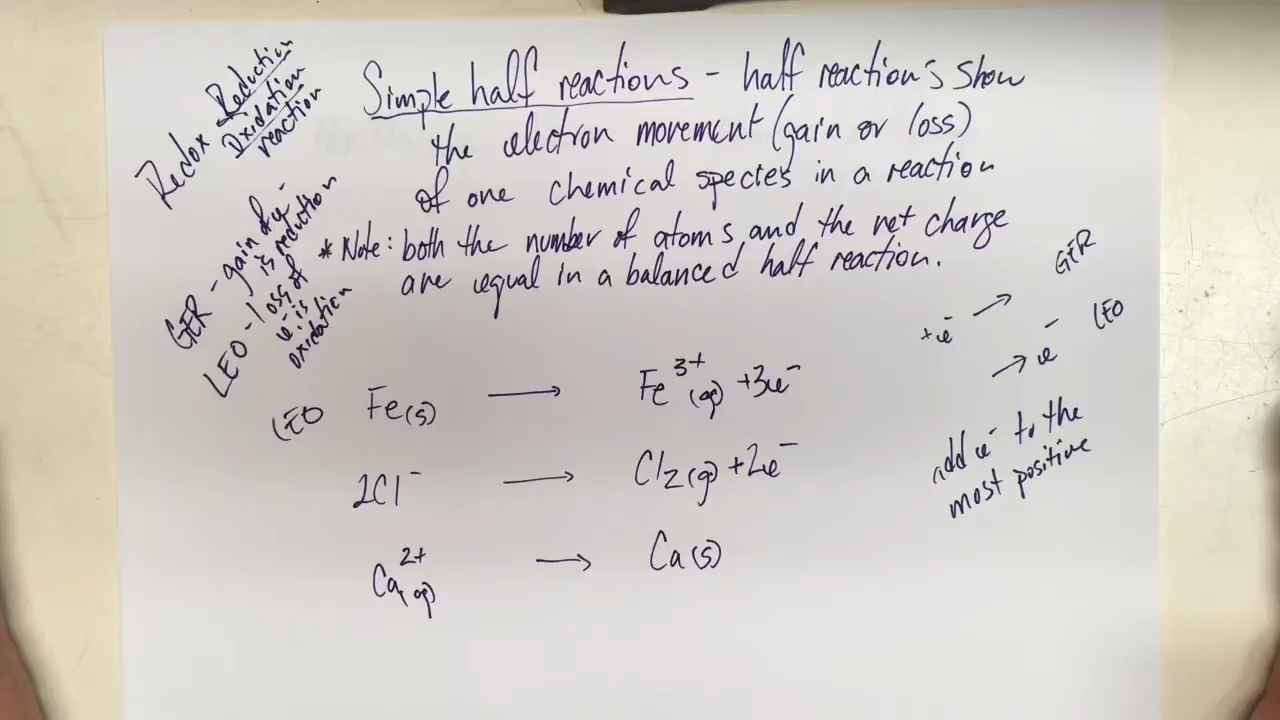 Redox Reduction
Oxidation
reaction
GER - gain of e⁻
is reduction
LEO - loss of
e⁻ is
oxidation
Simple half reactions - half reaction's show
the electron movement (gain or loss)
of one chemical species in a reaction
* Note: both the number of atoms and the net charge
are equal in a balanced half reaction.
+e⁻ → GER
→ e⁻ LEO
add e⁻ to the
most positive
LEO Fe(s) → Fe³⁺(aq) +3e⁻
2Cl⁻ → Cl₂(g) +2e⁻
Ca²⁺(aq) → Ca(s)